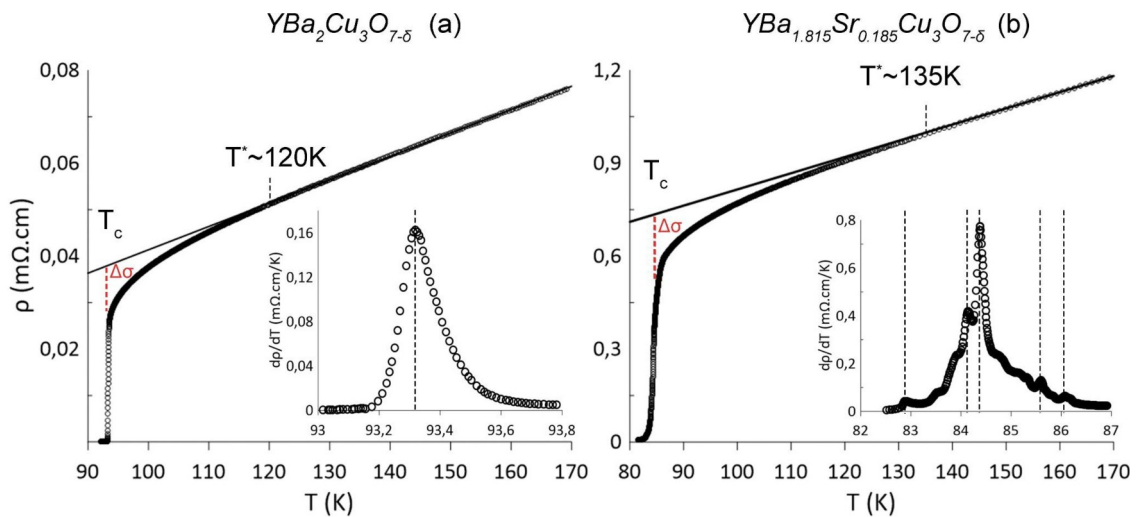 YBa2Cu3O7-δ (a)
YBa1.815Sr0.185Cu3O7-δ (b)
0,08
0,06
0,04
0,02
ρ (mΩ.cm)
T*~120K
Tc
Δσ
90 100 110 120 130 140 150 160 170
T (K)
0,16
0,12
0,08
0,04
0
dρ/dT (mΩ.cm/K)
93 93,2 93,4 93,6 93,8
1,2
0,9
0,6
0,3
0
T*~135K
Tc
Δσ
80 90 100 110 120 130 140 150 160 170
T (K)
0,8
0,6
0,4
0,2
0
dρ/dT (mΩ.cm/K)
82 83 84 85 86 87